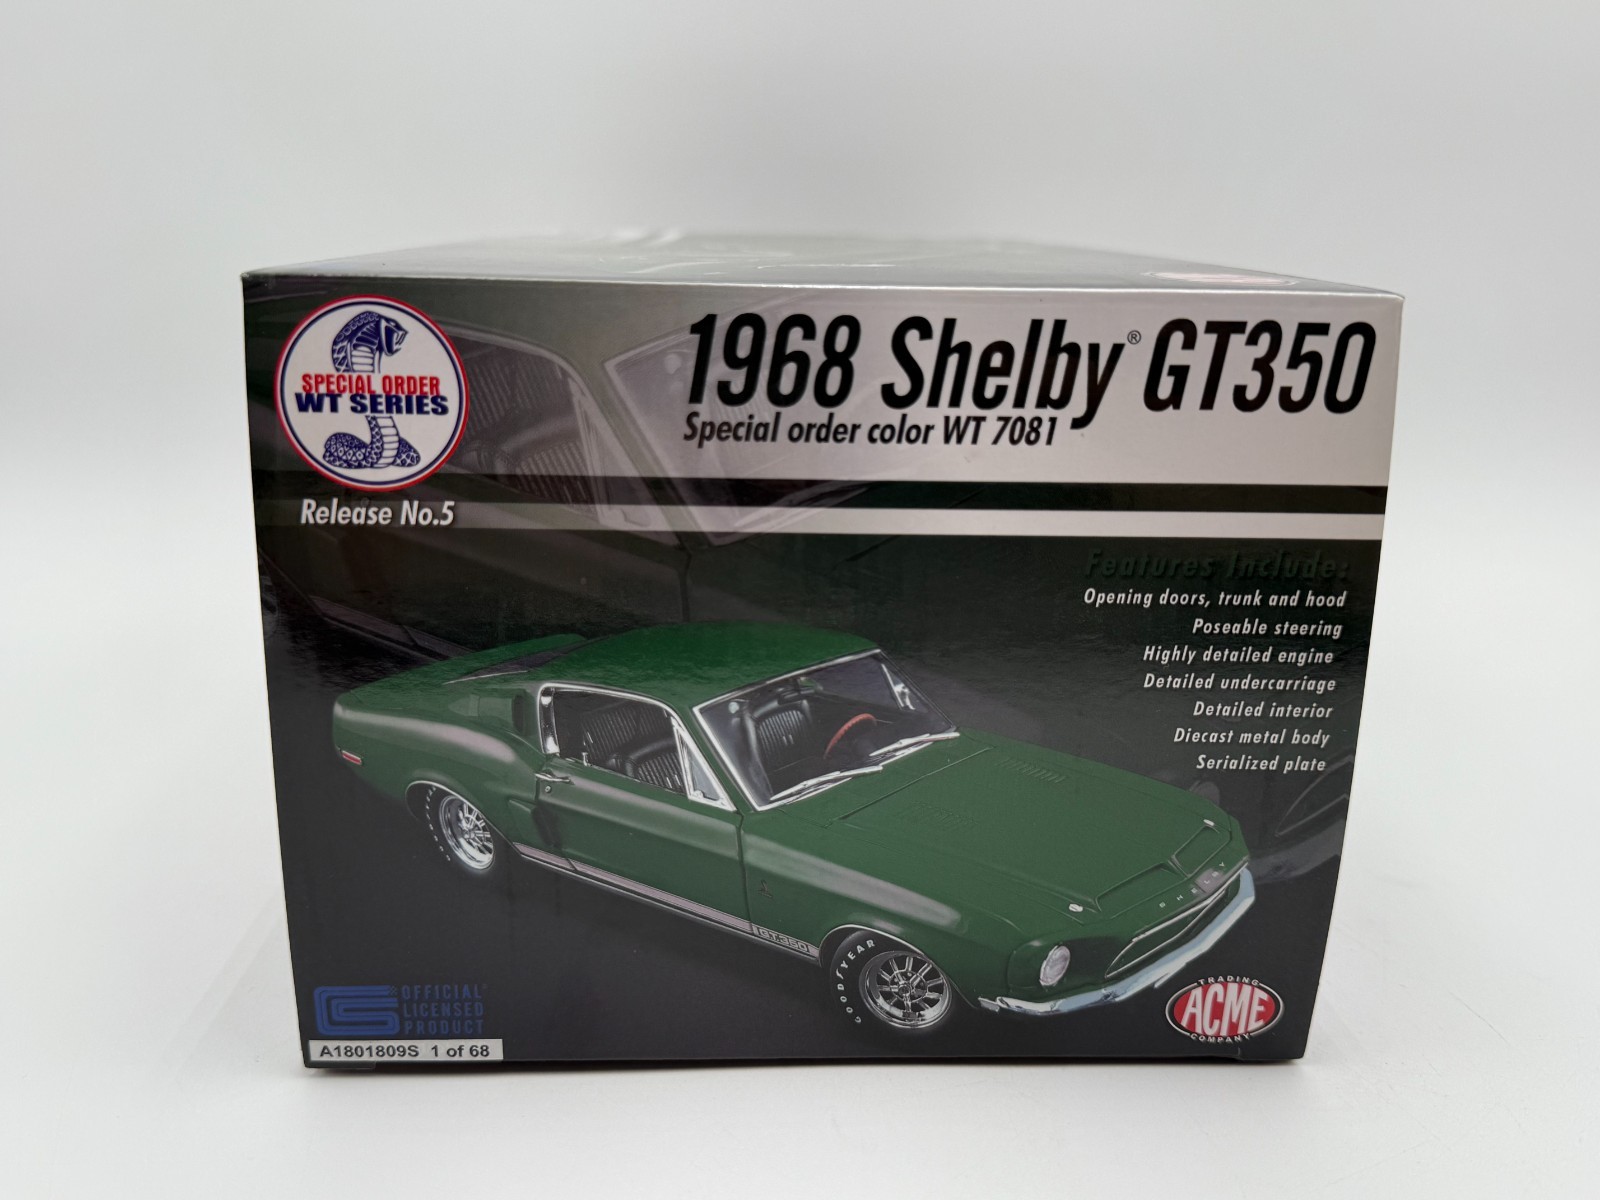 SPECIAL ORDER
WT SERIES
Release No.5
1968 Shelby® GT350
Special order color WT 7081
Features Include:
Opening doors, trunk and hood
Poseable steering
Highly detailed engine
Detailed undercarriage
Detailed interior
Diecast metal body
Serialized plate
SHELBY
GT350
GOODYEAR
OFFICIAL
LICENSED
PRODUCT
A1801809S 1 of 68
TRADING
ACME
COMPANY